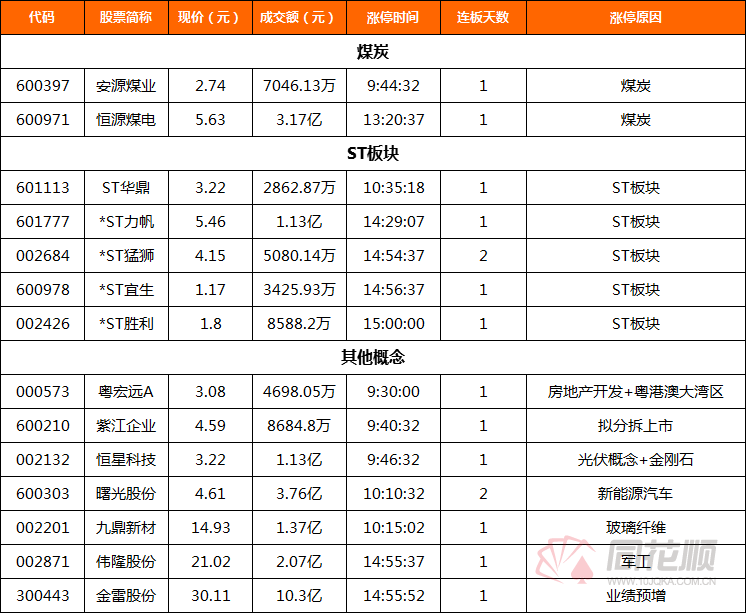 代码 股票简称 现价（元） 成交额（元） 涨停时间 连板天数 涨停原因
煤炭
600397 安源煤业 2.74 7046.13万 9:44:32 1 煤炭
600971 恒源煤电 5.63 3.17亿 13:20:37 1 煤炭
ST板块
601113 ST华鼎 3.22 2862.87万 10:35:18 1 ST板块
601777 *ST力帆 5.46 1.13亿 14:29:07 1 ST板块
002684 *ST猛狮 4.15 5080.14万 14:54:37 2 ST板块
600978 *ST宜生 1.17 3425.93万 14:56:37 1 ST板块
002426 *ST胜利 1.8 8588.2万 15:00:00 1 ST板块
其他概念
000573 粤宏远A 3.08 4698.05万 9:30:00 1 房地产开发+粤港澳大湾区
600210 紫江企业 4.59 8684.8万 9:40:32 1 拟分拆上市
002132 恒星科技 3.22 1.13亿 9:46:32 1 光伏概念+金刚石
600303 曙光股份 4.61 3.76亿 10:10:32 2 新能源汽车
002201 九鼎新材 14.93 1.37亿 10:15:02 1 玻璃纤维
002871 伟隆股份 21.02 2.07亿 14:55:37 1 军工
300443 金雷股份 30.11 10.3亿 14:55:52 1 业绩预增
同花顺
WWW.10JQKA.COM.CN